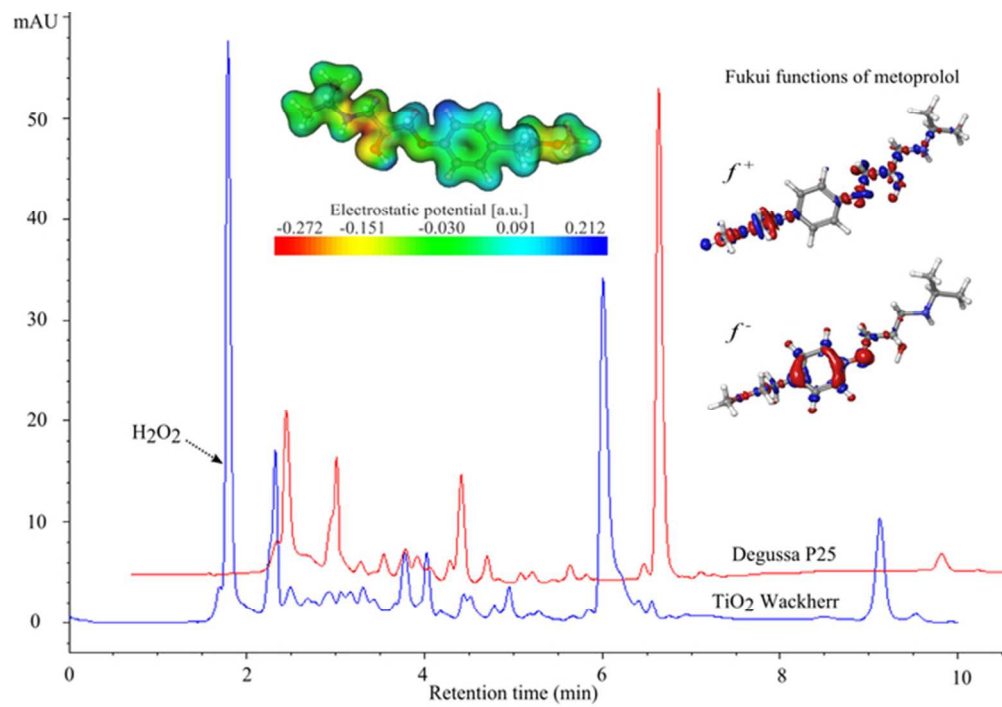 mAU
50
40
30
20
10
0
H2O2
Electrostatic potential [a.u.]
-0.272 -0.151 -0.030 0.091 0.212
Fukui functions of metoprolol
f +
f -
Degussa P25
TiO2 Wackherr
0 2 4 6 8 10
Retention time (min)